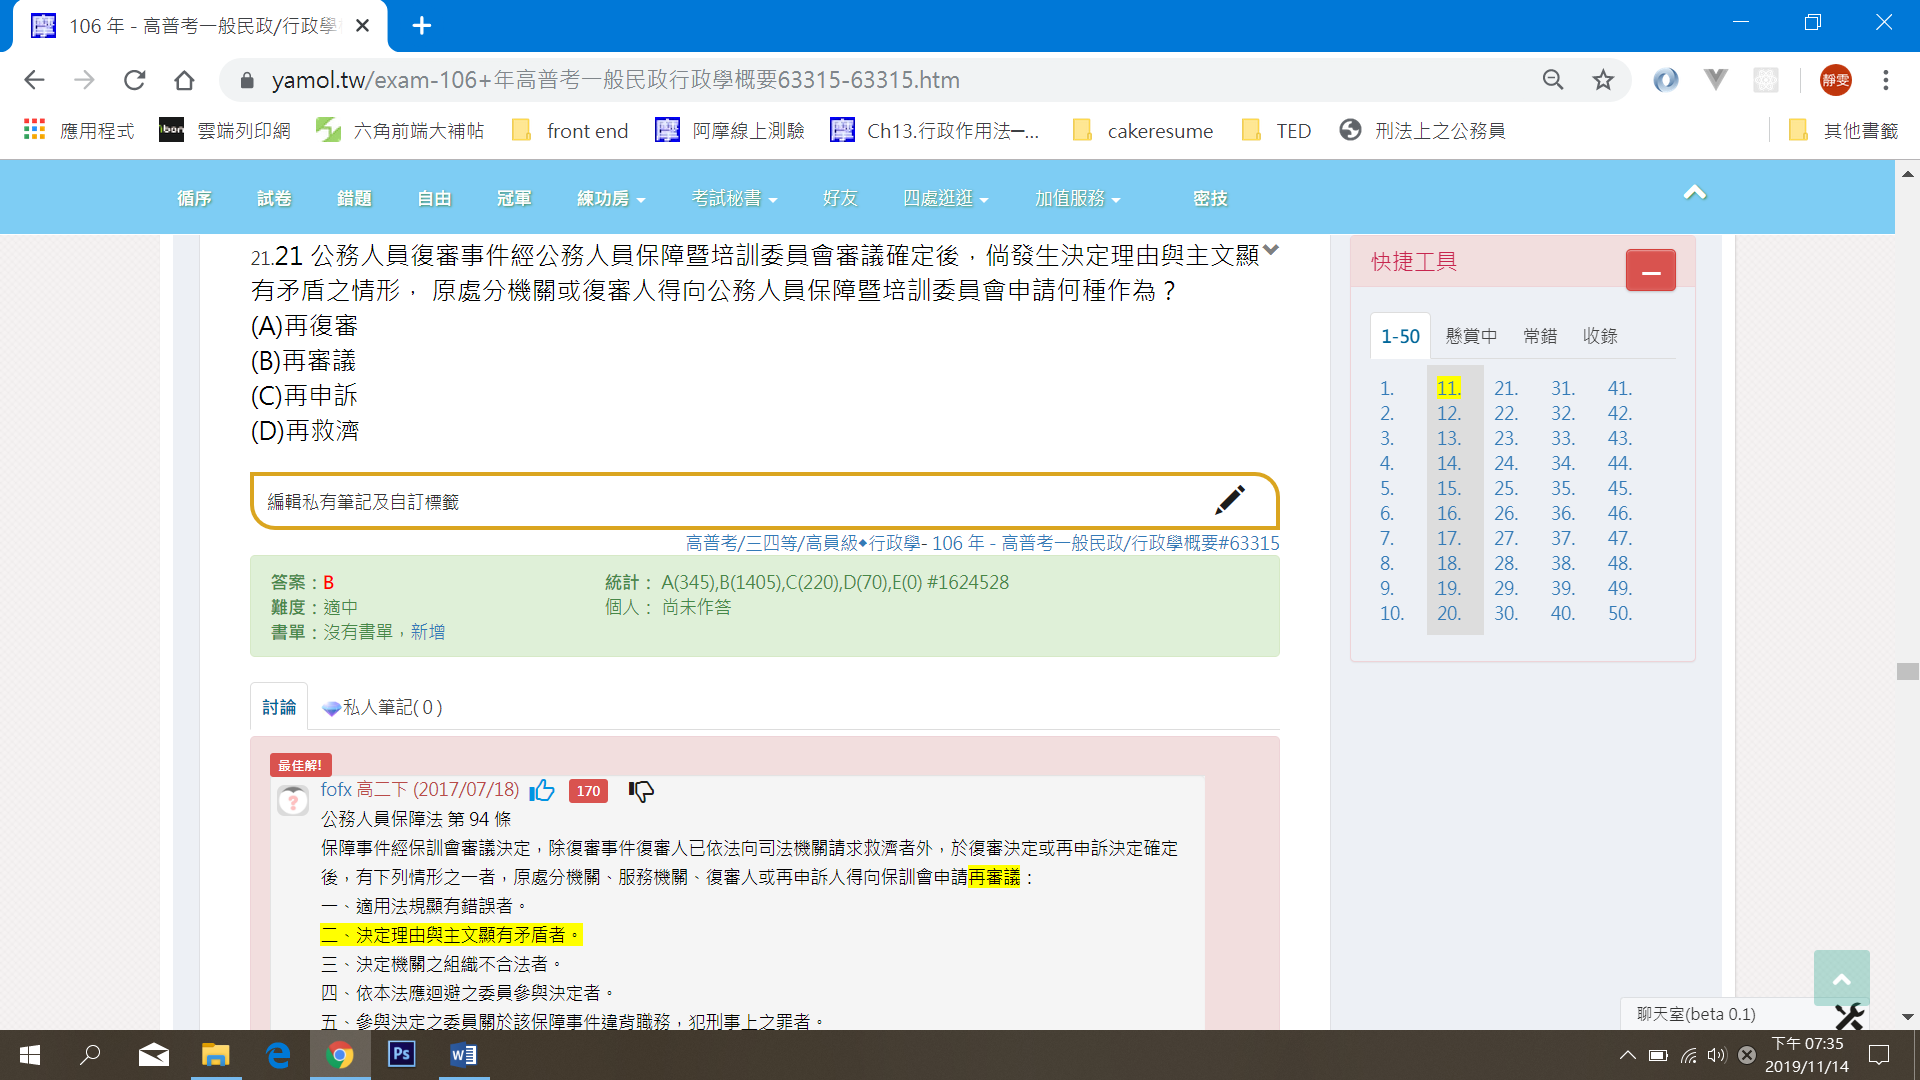 106 年 - 高普考一般民政/行政學
yamol.tw/exam-106+年高普考一般民政行政學概要63315-63315.htm
靜雯
應用程式 ibon 雲端列印網 六角前端大補帖 front end 阿摩線上測驗 Ch13.行政作用法─... cakeresume TED 刑法上之公務員 其他書籤
循序 試卷 錯題 自由 冠軍 練功房 考試秘書 好友 四處逛逛 加值服務 密技
21.21 公務人員復審事件經公務人員保障暨培訓委員會審議確定後，倘發生決定理由與主文顯
有矛盾之情形， 原處分機關或復審人得向公務人員保障暨培訓委員會申請何種作為？
(A)再復審
(B)再審議
(C)再申訴
(D)再救濟
編輯私有筆記及自訂標籤
高普考/三四等/高員級◆行政學- 106 年 - 高普考一般民政/行政學概要#63315
答案：B 統計： A(345),B(1405),C(220),D(70),E(0) #1624528
難度：適中 個人： 尚未作答
書單：沒有書單，新增
討論 私人筆記( 0 )
最佳解!
fofx 高二下 (2017/07/18) 170
公務人員保障法 第 94 條
保障事件經保訓會審議決定，除復審事件復審人已依法向司法機關請求救濟者外，於復審決定或再申訴決定確定
後，有下列情形之一者，原處分機關、服務機關、復審人或再申訴人得向保訓會申請再審議：
一、適用法規顯有錯誤者。
二、決定理由與主文顯有矛盾者。
三、決定機關之組織不合法者。
四、依本法應迴避之委員參與決定者。
五、參與決定之委員關於該保障事件違背職務，犯刑事上之罪者。
快捷工具
1-50 懸賞中 常錯 收錄
1. 11. 21. 31. 41.
2. 12. 22. 32. 42.
3. 13. 23. 33. 43.
4. 14. 24. 34. 44.
5. 15. 25. 35. 45.
6. 16. 26. 36. 46.
7. 17. 27. 37. 47.
8. 18. 28. 38. 48.
9. 19. 29. 39. 49.
10. 20. 30. 40. 50.
聊天室(beta 0.1)
Ps
下午 07:35
2019/11/14